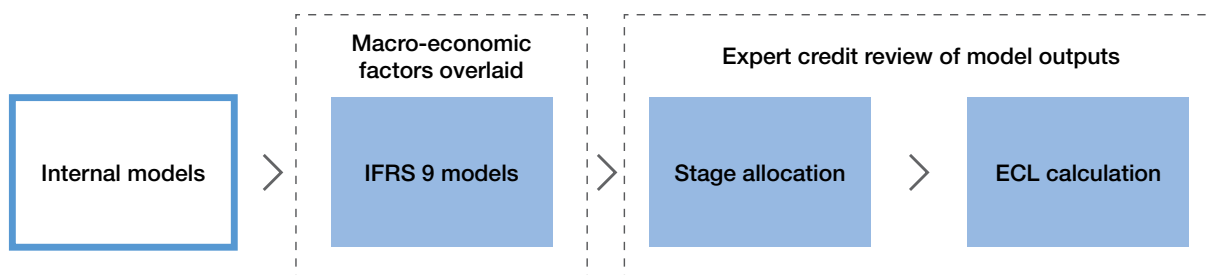 Macro-economic
factors overlaid
Expert credit review of model outputs
Internal models
IFRS 9 models
Stage allocation
ECL calculation